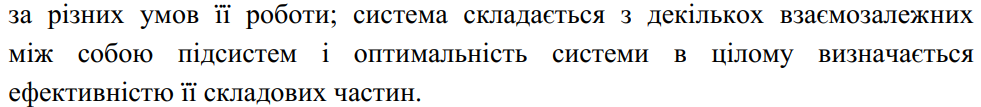 за різних умов її роботи; система складається з декількох взаємозалежних
між собою підсистем і оптимальність системи в цілому визначається
ефективністю її складових частин.